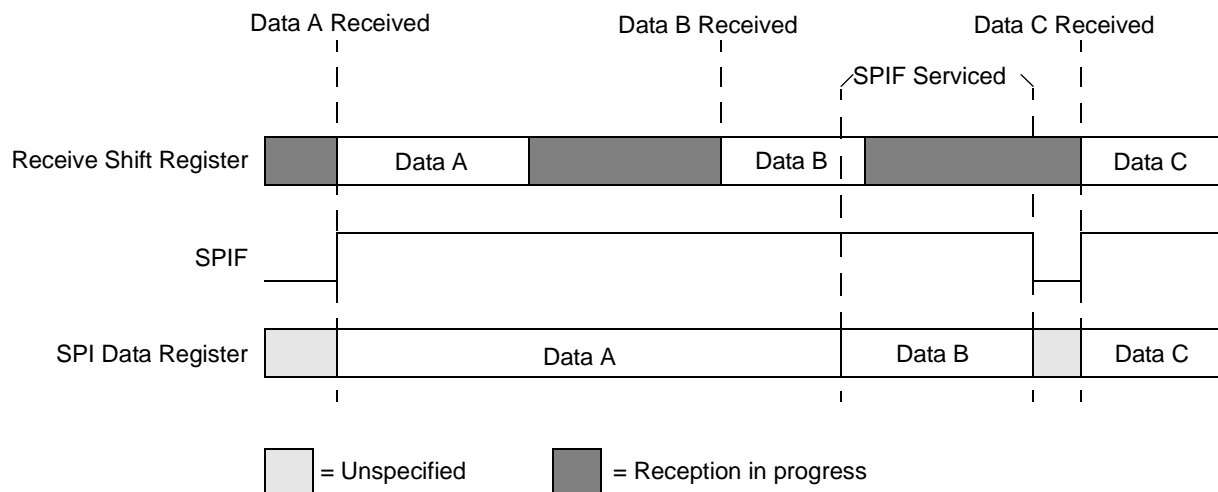 Data A Received
Data B Received
Data C Received
SPIF Serviced
Receive Shift Register
Data A
Data B
Data C
SPIF
SPI Data Register
Data A
Data B
Data C
= Unspecified
= Reception in progress